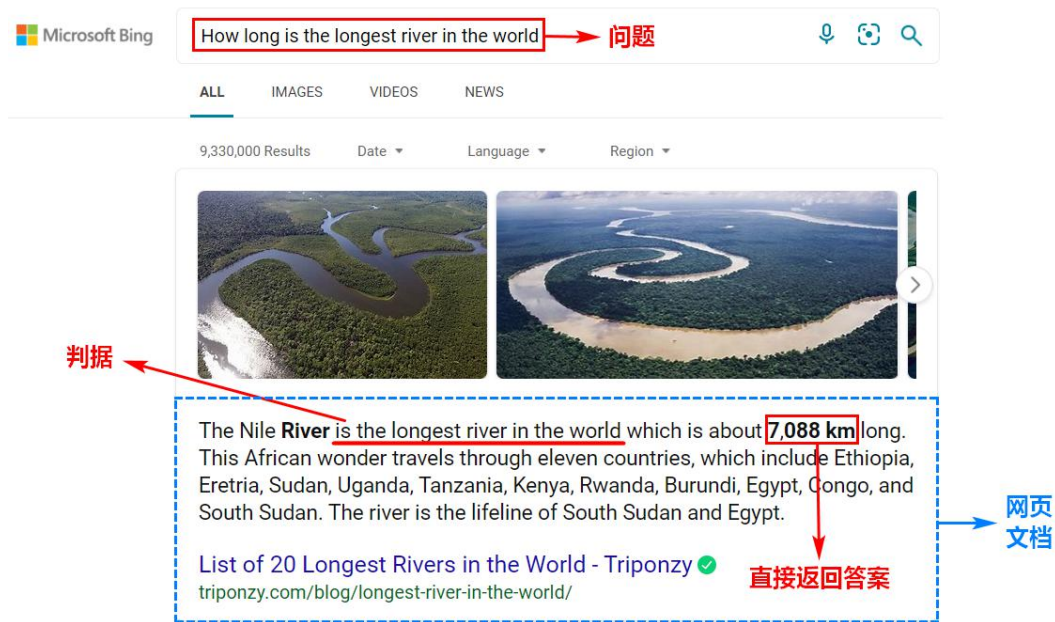 Microsoft Bing
How long is the longest river in the world
问题
ALL IMAGES VIDEOS NEWS
9,330,000 Results Date Language Region
判据
The Nile River is the longest river in the world which is about 7,088 km long.
This African wonder travels through eleven countries, which include Ethiopia,
Eretria, Sudan, Uganda, Tanzania, Kenya, Rwanda, Burundi, Egypt, Congo, and
South Sudan. The river is the lifeline of South Sudan and Egypt.
网页
文档
List of 20 Longest Rivers in the World - Triponzy
直接返回答案
triponzy.com/blog/longest-river-in-the-world/